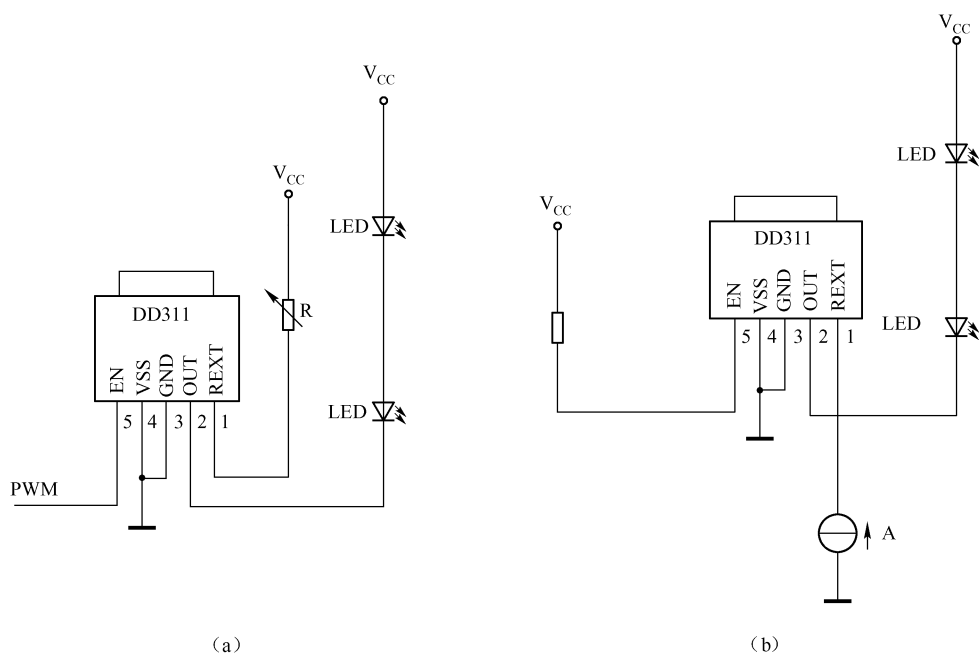 V_CC
V_CC
LED
R
DD311
EN
VSS
GND
OUT
REXT
5
4
3
2
1
LED
PWM
(a)
V_CC
LED
V_CC
DD311
EN
VSS
GND
OUT
REXT
LED
5
4
3
2
1
A
(b)